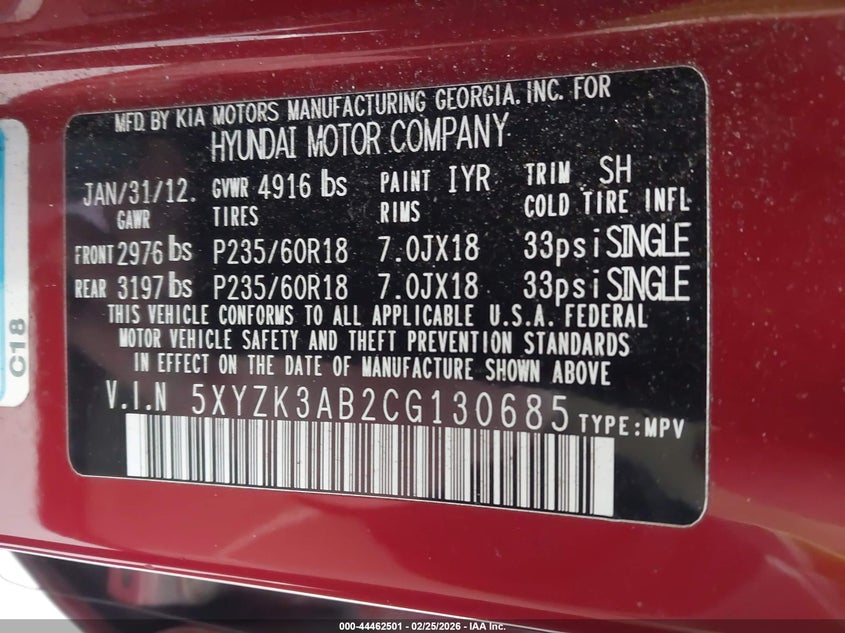 MFD. BY KIA MOTORS MANUFACTURING GEORGIA. INC. FOR
HYUNDAI MOTOR COMPANY
JAN/31/12. GVWR 4916 lbs PAINT IYR TRIM SH
GAWR TIRES RIMS COLD TIRE INFL
FRONT 2976 lbs P235/60R18 7.0JX18 33psi SINGLE
REAR 3197 lbs P235/60R18 7.0JX18 33psi SINGLE
THIS VEHICLE CONFORMS TO ALL APPLICABLE U.S.A. FEDERAL
MOTOR VEHICLE SAFETY AND THEFT PREVENTION STANDARDS
IN EFFECT ON THE DATE OF MANUFACTURE SHOWN ABOVE
V.I.N 5XYZK3AB2CG130685 TYPE:MPV
C18
000-44462501 - 02/25/2026 - IAA Inc.